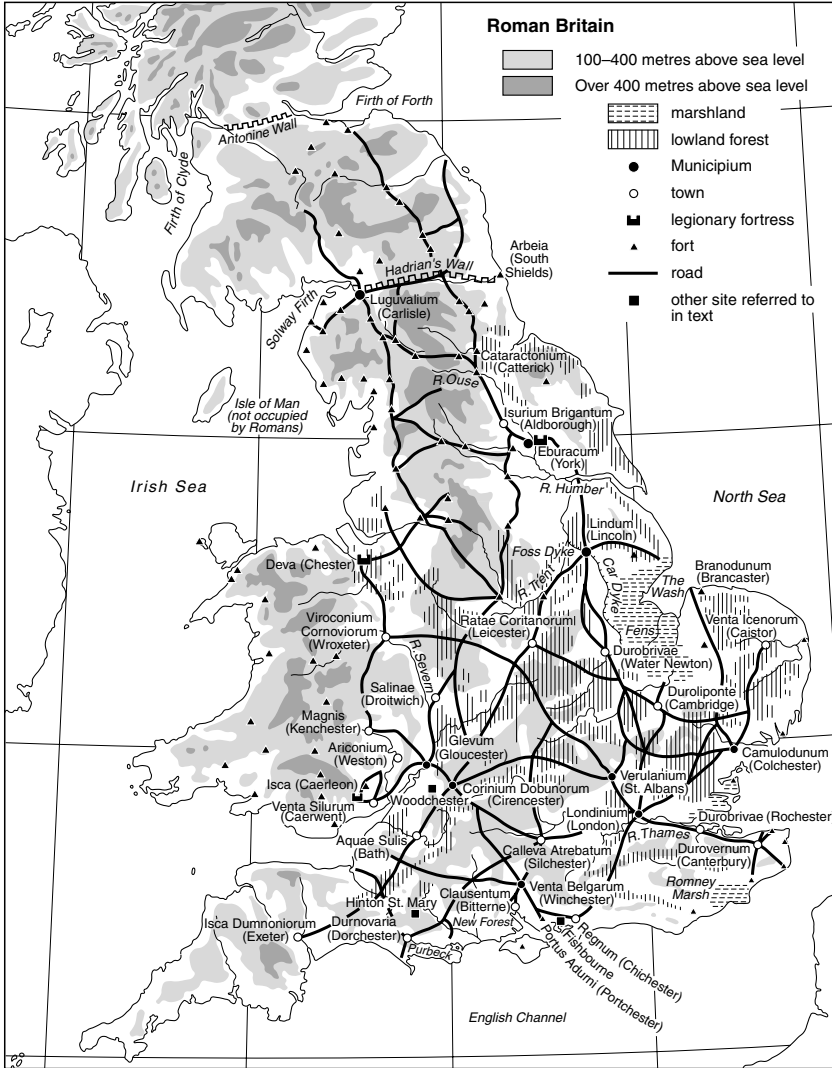 Roman Britain
100–400 metres above sea level
Over 400 metres above sea level
marshland
lowland forest
Municipium
town
legionary fortress
fort
road
other site referred to
in text
Firth of Forth
Antonine Wall
Firth of Clyde
Arbeia
(South
Shields)
Hadrian's Wall
Solway Firth
Luguvalium
(Carlisle)
Cataractonium
(Catterick)
R.Ouse
Isle of Man
(not occupied
by Romans)
Isurium Brigantum
(Aldborough)
Eburacum
(York)
Irish Sea
R. Humber
North Sea
Lindum
(Lincoln)
Foss Dyke
Deva (Chester)
R.Trent
Car Dyke
The
Wash
Branodunum
(Brancaster)
Viroconium
Cornoviorum
(Wroxeter)
Ratae Coritanoruml
(Leicester)
Fens
Venta Icenorum
(Caistor)
R.Severn
Durobrivae
(Water Newton)
Salinae
(Droitwich)
Duroliponte
(Cambridge)
Magnis
(Kenchester)
Glevum
(Gloucester)
Ariconium
(Weston)
Camulodunum
(Colchester)
Isca (Caerleon)
Verulanium
(St. Albans)
Venta Silurum
(Caerwent)
Woodchester
Corinium Dobunorum
(Cirencester)
Londinium
(London)
Durobrivae (Rochester
R.Thames
Aquae Sulis
(Bath)
Calleva Atrebatum
(Silchester)
Durovernum
(Canterbury)
Romney
Marsh
Hinton St. Mary
Clausentum
(Bitterne)
Venta Belgarum
(Winchester)
Isca Dumnoniorum
(Exeter)
Durnovaria
(Dorchester)
New Forest
Purbeck
Regnum (Chichester)
Fishbourne
Portus Adurni (Portchester)
English Channel